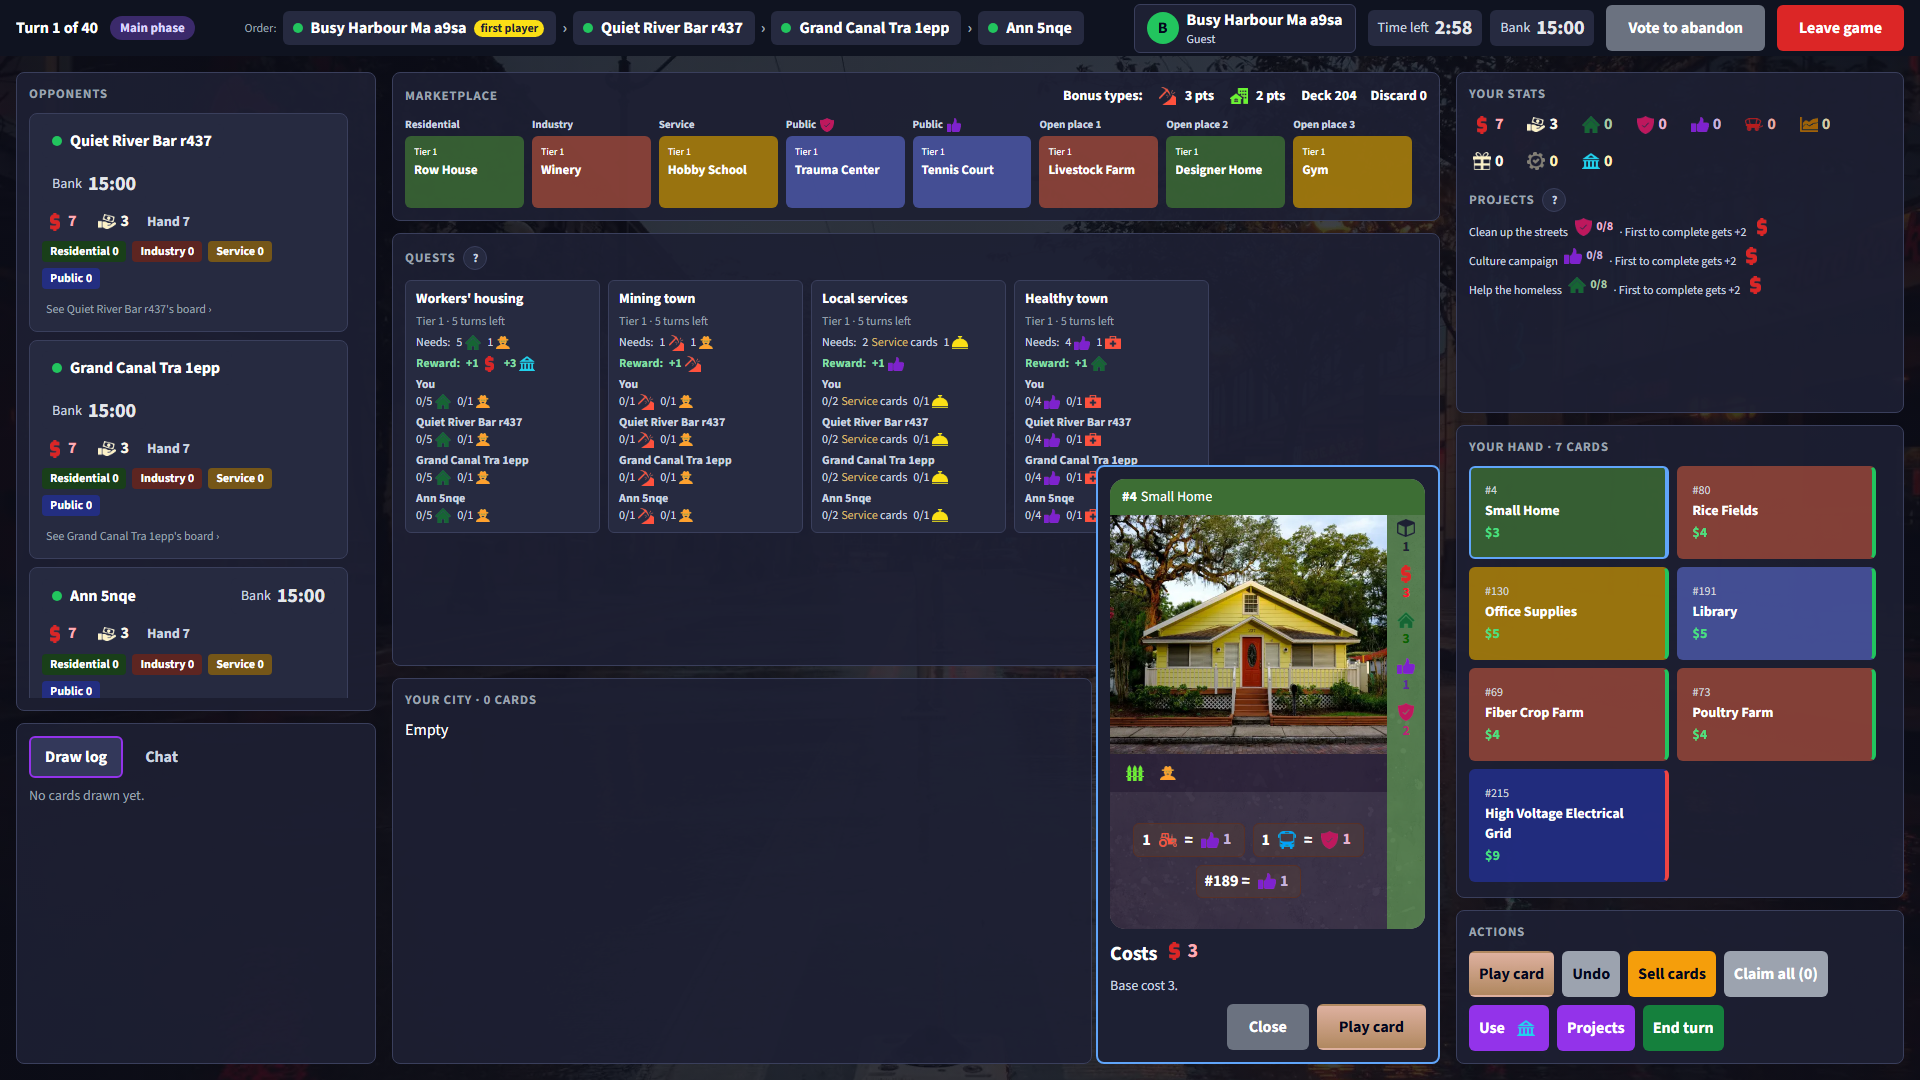 Turn 1 of 40 Main phase Order: Busy Harbour Ma a9sa first player › Quiet River Bar r437 › Grand Canal Tra 1epp › Ann 5nqe
B Busy Harbour Ma a9sa
Guest
Time left 2:58 Bank 15:00 Vote to abandon Leave game
OPPONENTS
Quiet River Bar r437
Bank 15:00
7 3 Hand 7
Residential 0 Industry 0 Service 0
Public 0
See Quiet River Bar r437's board ›
Grand Canal Tra 1epp
Bank 15:00
7 3 Hand 7
Residential 0 Industry 0 Service 0
Public 0
See Grand Canal Tra 1epp's board ›
Ann 5nqe Bank 15:00
7 3 Hand 7
Residential 0 Industry 0 Service 0
Public 0
Draw log Chat
No cards drawn yet.
MARKETPLACE Bonus types: 3 pts 2 pts Deck 204 Discard 0
Residential Industry Service Public Public Open place 1 Open place 2 Open place 3
Tier 1 Tier 1 Tier 1 Tier 1 Tier 1 Tier 1 Tier 1 Tier 1
Row House Winery Hobby School Trauma Center Tennis Court Livestock Farm Designer Home Gym
QUESTS ?
Workers' housing
Tier 1 · 5 turns left
Needs: 5 1
Reward: +1 +3
You
0/5 0/1
Quiet River Bar r437
0/5 0/1
Grand Canal Tra 1epp
0/5 0/1
Ann 5nqe
0/5 0/1
Mining town
Tier 1 · 5 turns left
Needs: 1 1
Reward: +1
You
0/1 0/1
Quiet River Bar r437
0/1 0/1
Grand Canal Tra 1epp
0/1 0/1
Ann 5nqe
0/1 0/1
Local services
Tier 1 · 5 turns left
Needs: 2 Service cards 1
Reward: +1
You
0/2 Service cards 0/1
Quiet River Bar r437
0/2 Service cards 0/1
Grand Canal Tra 1epp
0/2 Service cards 0/1
Ann 5nqe
0/2 Service cards 0/1
Healthy town
Tier 1 · 5 turns left
Needs: 4 1
Reward: +1
You
0/4 0/1
Quiet River Bar r437
0/4 0/1
Grand Canal Tra 1epp
0/4 0/1
Ann 5nqe
0/4 0/1
YOUR CITY · 0 CARDS
Empty
#4 Small Home
1
3
3
1
2
1 = 1 1 = 1
#189 = 1
Costs 3
Base cost 3.
Close Play card
YOUR STATS
7 3 0 0 0 0 0
0 0 0
PROJECTS ?
Clean up the streets 0/8 · First to complete gets +2
Culture campaign 0/8 · First to complete gets +2
Help the homeless 0/8 · First to complete gets +2
YOUR HAND · 7 CARDS
#4
Small Home
$3
#80
Rice Fields
$4
#130
Office Supplies
$5
#191
Library
$5
#69
Fiber Crop Farm
$4
#73
Poultry Farm
$4
#215
High Voltage Electrical
Grid
$9
ACTIONS
Play card Undo Sell cards Claim all (0)
Use Projects End turn